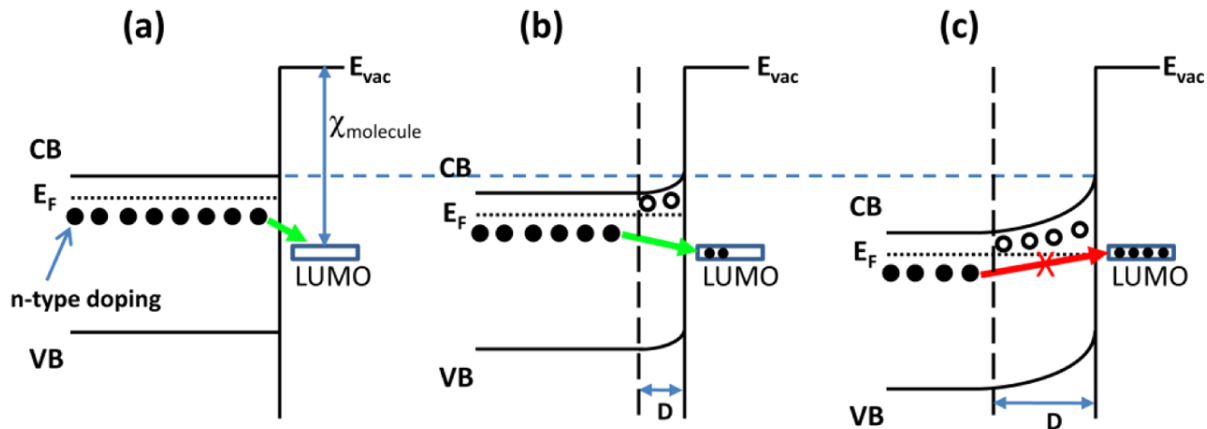 (a)
(b)
(c)
E_vac
χ_molecule
CB
E_F
LUMO
n-type doping
VB
E_vac
CB
E_F
LUMO
VB
D
E_vac
CB
E_F
LUMO
VB
D